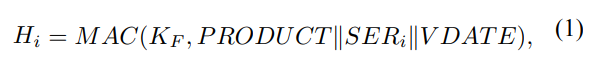 H_i = MAC(K_F, PRODUCT‖SER_i‖VDATE), (1)